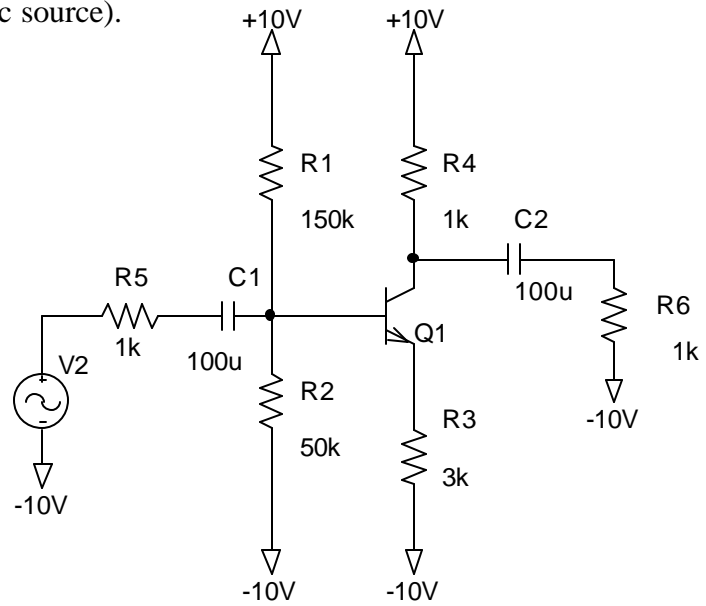 c source).
+10V +10V
R1 R4
150k 1k C2
R5 C1 100u R6
1k 100u Q1 1k
V2 R2 R3 -10V
50k 3k
-10V
-10V -10V